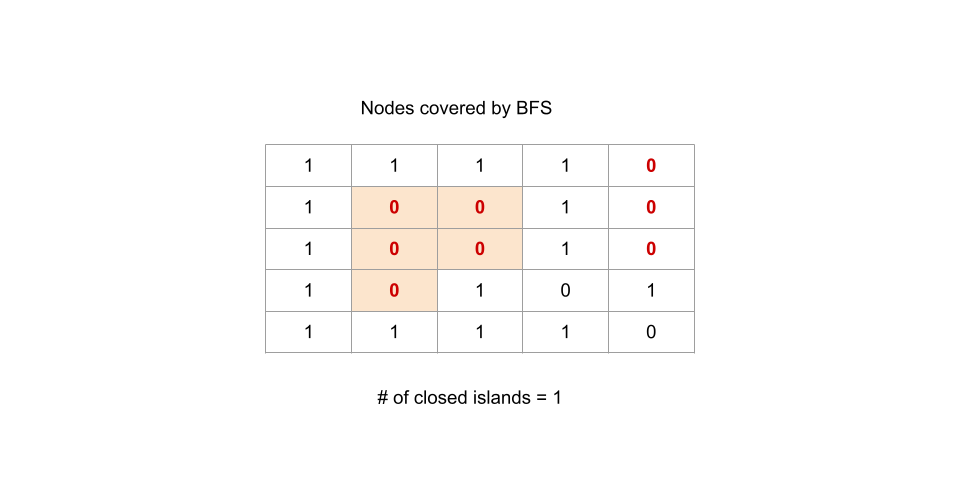 Nodes covered by BFS
1 1 1 1 0
1 0 0 1 0
1 0 0 1 0
1 0 1 0 1
1 1 1 1 0
# of closed islands = 1